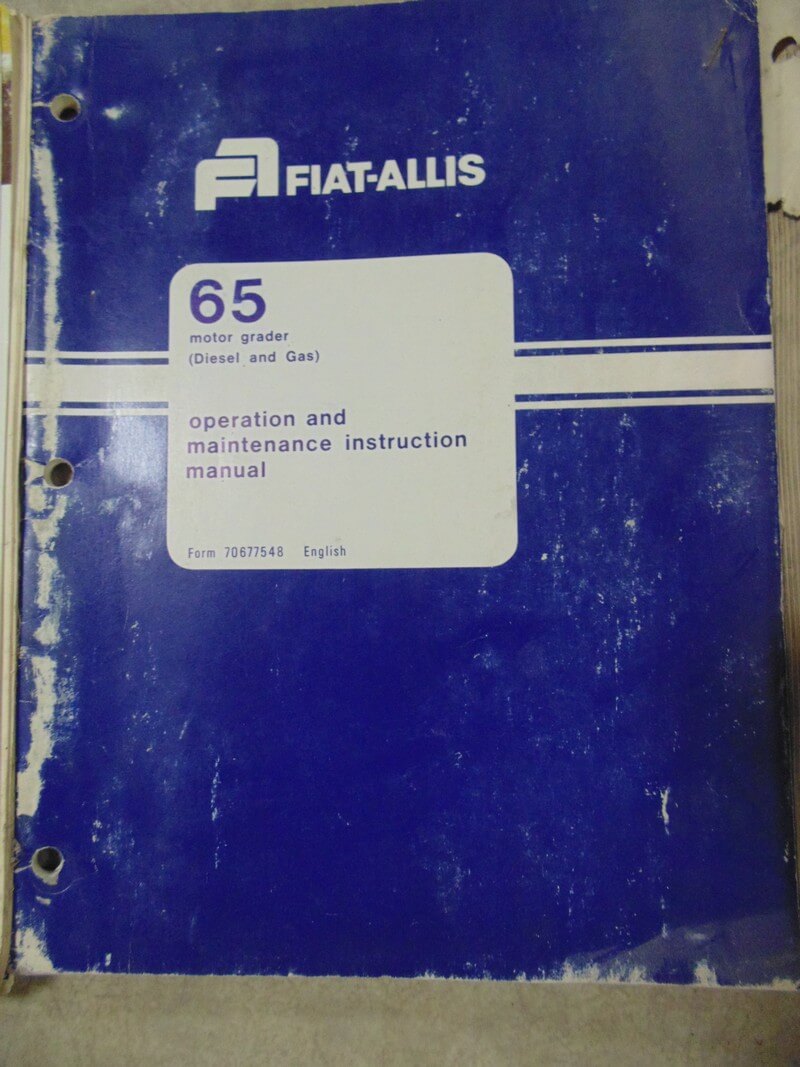 FIAT-ALLIS
65
motor grader
(Diesel and Gas)
operation and
maintenance instruction
manual
Form 70677548 English